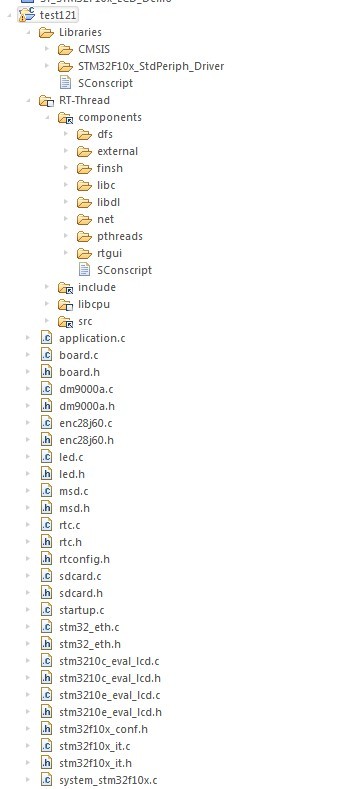 test121
Libraries
CMSIS
STM32F10x_StdPeriph_Driver
SConscript
RT-Thread
components
dfs
external
finsh
libc
libdl
net
pthreads
rtgui
SConscript
include
libcpu
src
application.c
board.c
board.h
dm9000a.c
dm9000a.h
enc28j60.c
enc28j60.h
led.c
led.h
msd.c
msd.h
rtc.c
rtc.h
rtconfig.h
sdcard.c
sdcard.h
startup.c
stm32_eth.c
stm32_eth.h
stm3210c_eval_lcd.c
stm3210c_eval_lcd.h
stm3210e_eval_lcd.c
stm3210e_eval_lcd.h
stm32f10x_conf.h
stm32f10x_it.c
stm32f10x_it.h
system_stm32f10x.c